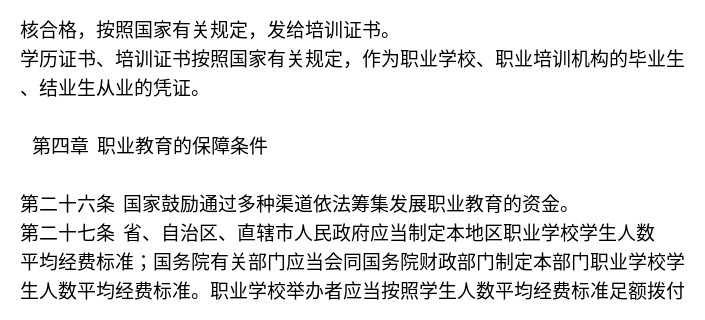 核合格，按照国家有关规定，发给培训证书。
学历证书、培训证书按照国家有关规定，作为职业学校、职业培训机构的毕业生
、结业生从业的凭证。
第四章 职业教育的保障条件
第二十六条 国家鼓励通过多种渠道依法筹集发展职业教育的资金。
第二十七条 省、自治区、直辖市人民政府应当制定本地区职业学校学生人数
平均经费标准；国务院有关部门应当会同国务院财政部门制定本部门职业学校学
生人数平均经费标准。职业学校举办者应当按照学生人数平均经费标准足额拨付